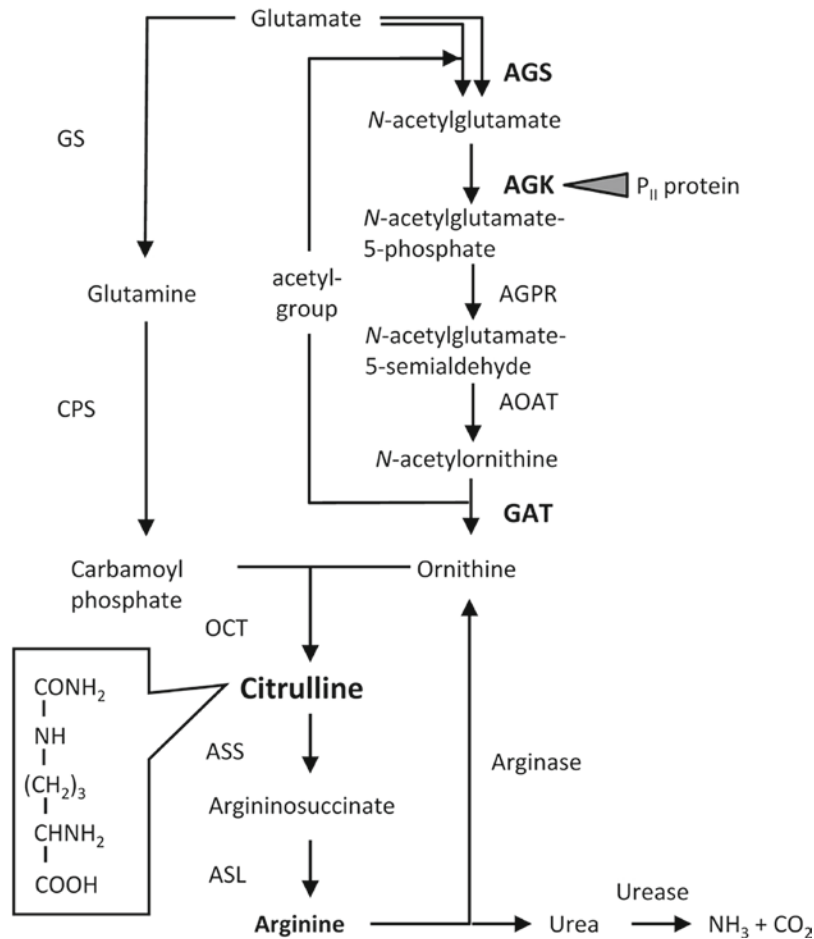 Glutamate
AGS
GS
N-acetylglutamate
AGK
P_II protein
N-acetylglutamate-
5-phosphate
Glutamine
acetyl-
group
AGPR
N-acetylglutamate-
5-semialdehyde
CPS
AOAT
N-acetylornithine
GAT
Carbamoyl
phosphate
Ornithine
OCT
Citrulline
CONH₂
NH
(CH₂)₃
CHNH₂
COOH
ASS
Arginase
Argininosuccinate
ASL
Arginine
Urea
Urease
NH₃ + CO₂